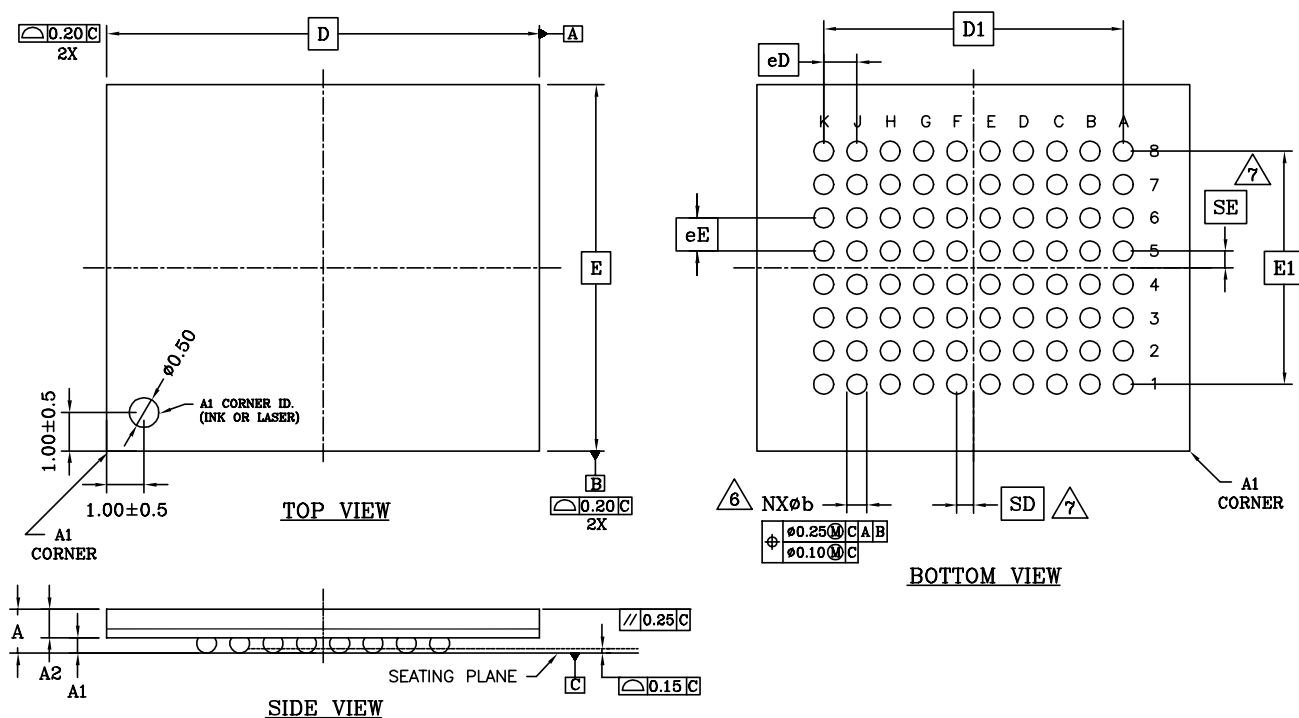 ⌓ 0.20 C
2X
D
A
E
ø0.50
A1 CORNER ID.
(INK OR LASER)
1.00±0.5
1.00±0.5
A1
CORNER
B
⌓ 0.20 C
2X
TOP VIEW
D1
eD
K J H G F E D C B A
8
7
6
5
4
3
2
1
7
SE
eE
E1
6 NXøb
⌖ ø0.25Ⓜ C A B
ø0.10Ⓜ C
SD 7
A1
CORNER
BOTTOM VIEW
A
A2
A1
// 0.25 C
SEATING PLANE
C
⌓ 0.15 C
SIDE VIEW